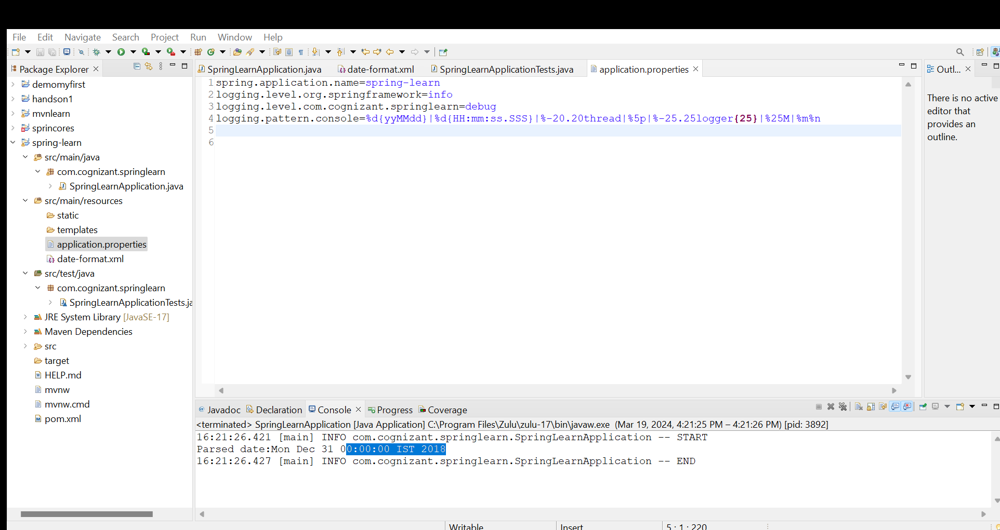 File Edit Navigate Search Project Run Window Help
Package Explorer
demomyfirst
handson1
mvnlearn
sprincores
spring-learn
src/main/java
com.cognizant.springlearn
SpringLearnApplication.java
src/main/resources
static
templates
application.properties
date-format.xml
src/test/java
com.cognizant.springlearn
SpringLearnApplicationTests.ja
JRE System Library [JavaSE-17]
Maven Dependencies
src
target
HELP.md
mvnw
mvnw.cmd
pom.xml
SpringLearnApplication.java date-format.xml SpringLearnApplicationTests.java application.properties
1 spring.application.name=spring-learn
2 logging.level.org.springframework=info
3 logging.level.com.cognizant.springlearn=debug
4 logging.pattern.console=%d{yyMMdd}|%d{HH:mm:ss.SSS}|%-20.20thread|%5p|%-25.25logger{25}|%25M|%m%n
5
6
Outl...
There is no active
editor that
provides an
outline.
Javadoc Declaration Console Progress Coverage
<terminated> SpringLearnApplication [Java Application] C:\Program Files\Zulu\zulu-17\bin\javaw.exe (Mar 19, 2024, 4:21:25 PM – 4:21:26 PM) [pid: 3892]
16:21:26.421 [main] INFO com.cognizant.springlearn.SpringLearnApplication -- START
Parsed date:Mon Dec 31 00:00:00 IST 2018
16:21:26.427 [main] INFO com.cognizant.springlearn.SpringLearnApplication -- END
Writable Insert 5 : 1 : 220